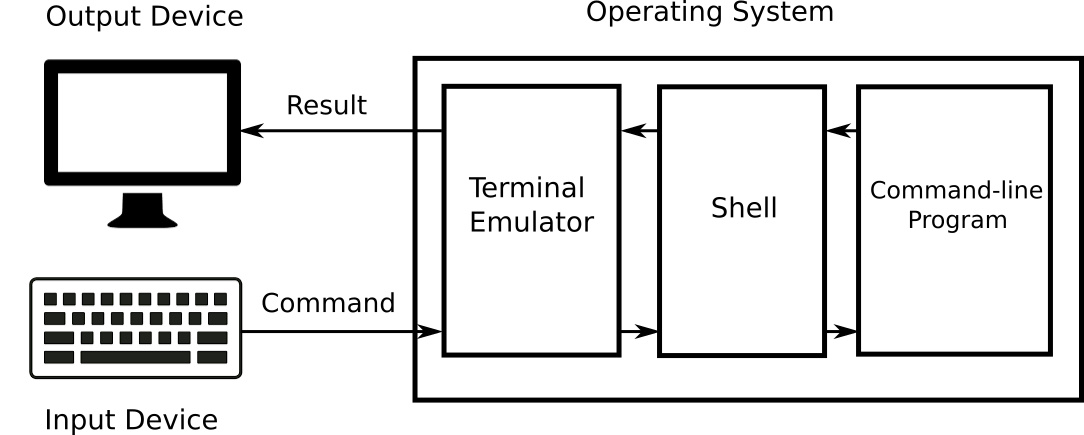 Output Device
Operating System
Result
Terminal
Emulator
Shell
Command-line
Program
Command
Input Device